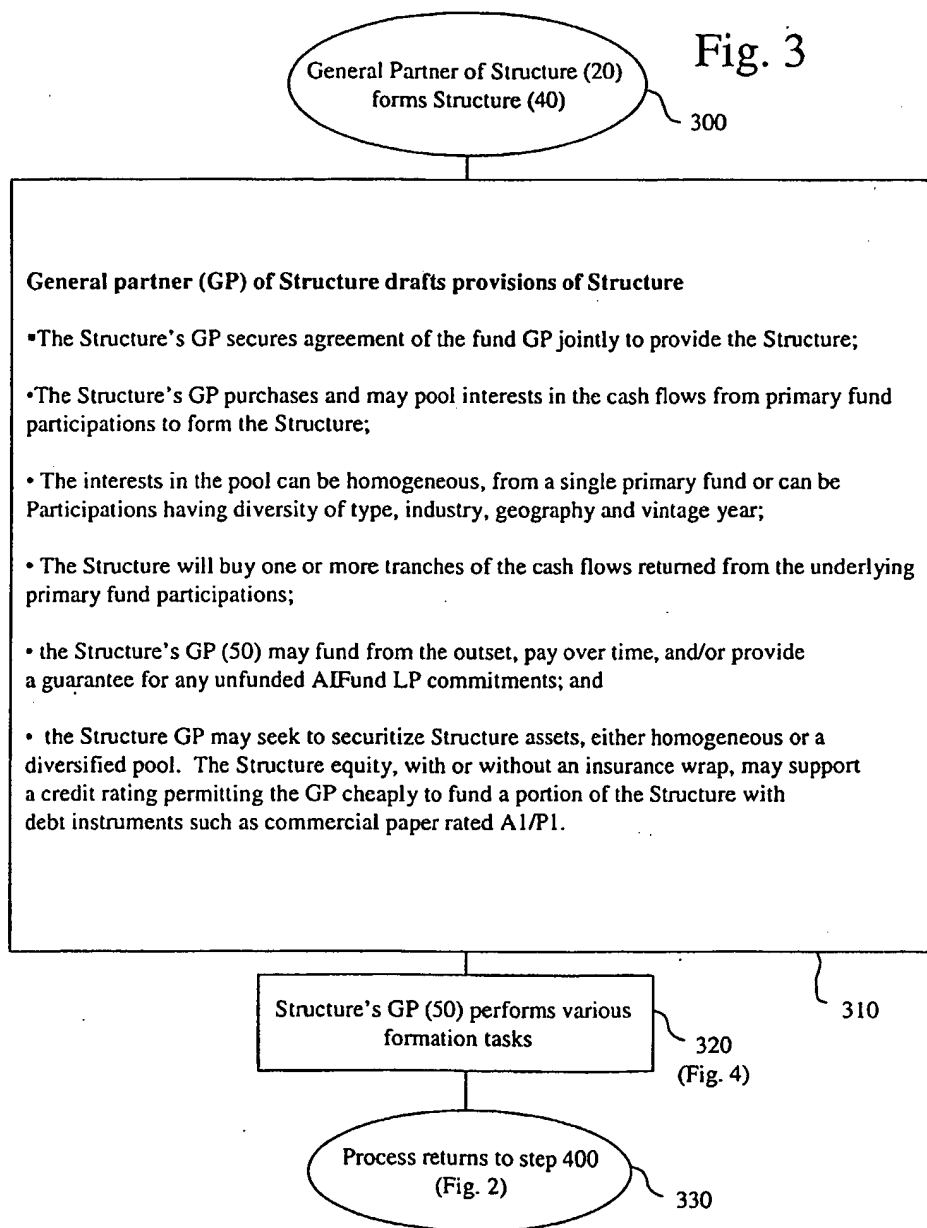 Fig. 3
General Partner of Structure (20)
forms Structure (40)
300
General partner (GP) of Structure drafts provisions of Structure
▪The Structure's GP secures agreement of the fund GP jointly to provide the Structure;
•The Structure's GP purchases and may pool interests in the cash flows from primary fund
participations to form the Structure;
• The interests in the pool can be homogeneous, from a single primary fund or can be
Participations having diversity of type, industry, geography and vintage year;
• The Structure will buy one or more tranches of the cash flows returned from the underlying
primary fund participations;
• the Structure's GP (50) may fund from the outset, pay over time, and/or provide
a guarantee for any unfunded AIFund LP commitments; and
• the Structure GP may seek to securitize Structure assets, either homogeneous or a
diversified pool. The Structure equity, with or without an insurance wrap, may support
a credit rating permitting the GP cheaply to fund a portion of the Structure with
debt instruments such as commercial paper rated A1/P1.
310
Structure's GP (50) performs various
formation tasks
320
(Fig. 4)
Process returns to step 400
(Fig. 2)
330